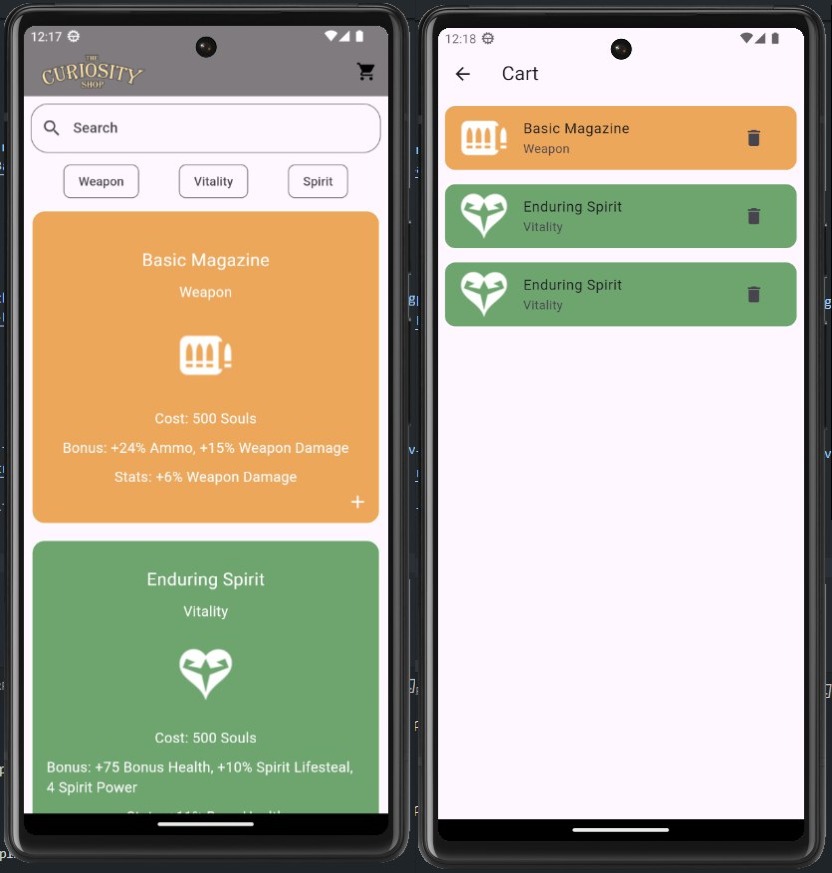 12:17
THE
CURIOSITY
SHOP
Search
Weapon
Vitality
Spirit
Basic Magazine
Weapon
Cost: 500 Souls
Bonus: +24% Ammo, +15% Weapon Damage
Stats: +6% Weapon Damage
+
Enduring Spirit
Vitality
Cost: 500 Souls
Bonus: +75 Bonus Health, +10% Spirit Lifesteal,
4 Spirit Power
12:18
Cart
Basic Magazine
Weapon
Enduring Spirit
Vitality
Enduring Spirit
Vitality